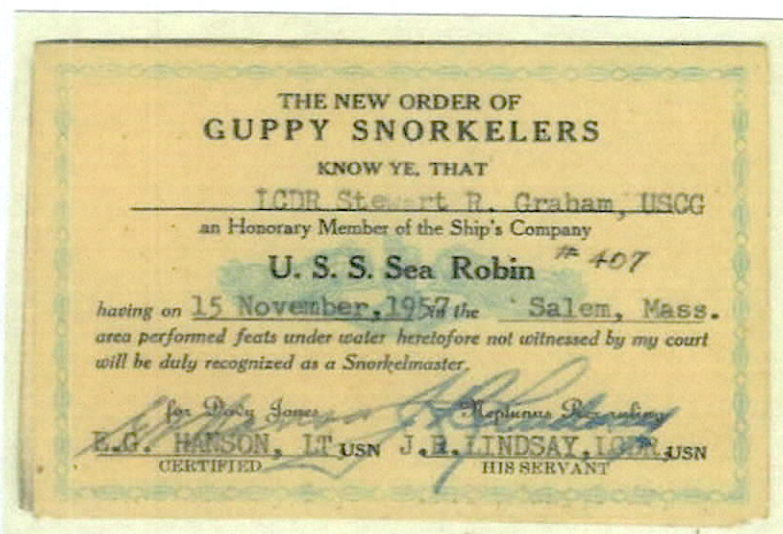 THE NEW ORDER OF
GUPPY SNORKELERS
KNOW YE, THAT
LCDR Stewart R. Graham, USCG
an Honorary Member of the Ship's Company
U. S. S. Sea Robin # 407
having on 15 November, 1957 in the Salem, Mass.
area performed feats under water heretofore not witnessed by my court
will be duly recognized as a Snorkelmaster.
for Davy Jones Neptunus Rex
E.G. HANSON, LT USN J.R. LINDSAY, LCDR, USN
CERTIFIED HIS SERVANT